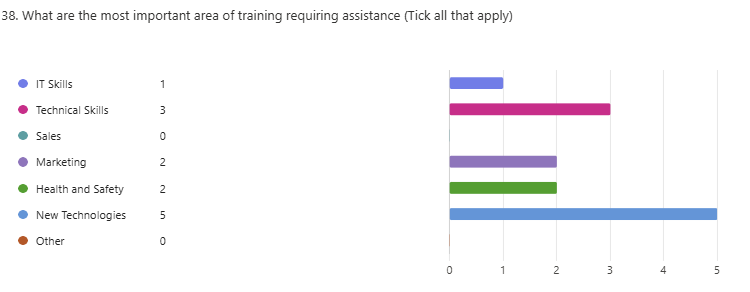 38. What are the most important area of training requiring assistance (Tick all that apply)
IT Skills 1
Technical Skills 3
Sales 0
Marketing 2
Health and Safety 2
New Technologies 5
Other 0
0 1 2 3 4 5